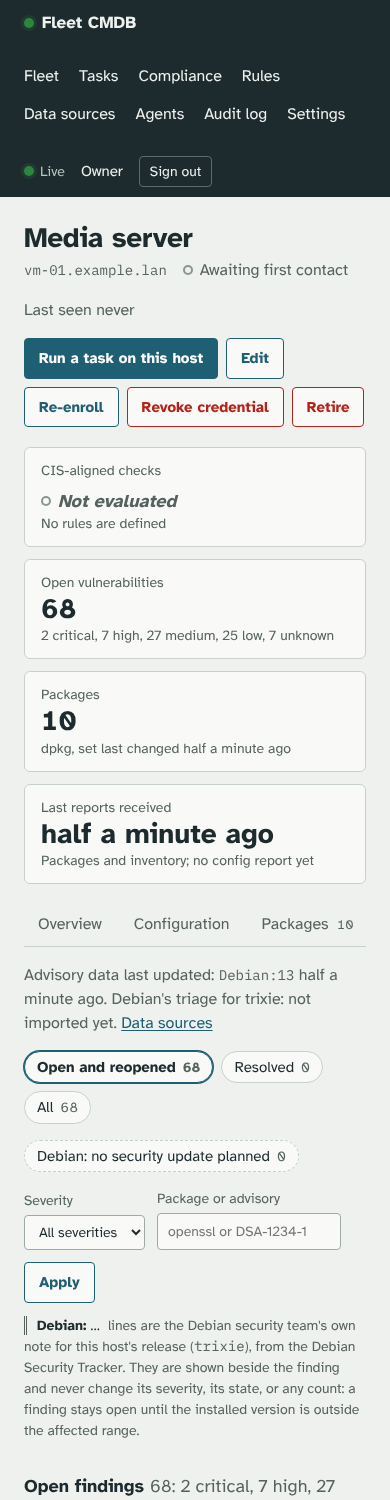 Fleet CMDB
Fleet Tasks Compliance Rules
Data sources Agents Audit log Settings
Live Owner Sign out
Media server
vm-01.example.lan Awaiting first contact
Last seen never
Run a task on this host Edit
Re-enroll Revoke credential Retire
CIS-aligned checks
Not evaluated
No rules are defined
Open vulnerabilities
68
2 critical, 7 high, 27 medium, 25 low, 7 unknown
Packages
10
dpkg, set last changed half a minute ago
Last reports received
half a minute ago
Packages and inventory; no config report yet
Overview Configuration Packages 10
Advisory data last updated: Debian:13 half a
minute ago. Debian's triage for trixie: not
imported yet. Data sources
Open and reopened 68 Resolved 0
All 68
Debian: no security update planned 0
Severity Package or advisory
All severities openssl or DSA-1234-1
Apply
Debian: … lines are the Debian security team's own
note for this host's release (trixie), from the Debian
Security Tracker. They are shown beside the finding
and never change its severity, its state, or any count: a
finding stays open until the installed version is outside
the affected range.
Open findings 68: 2 critical, 7 high, 27